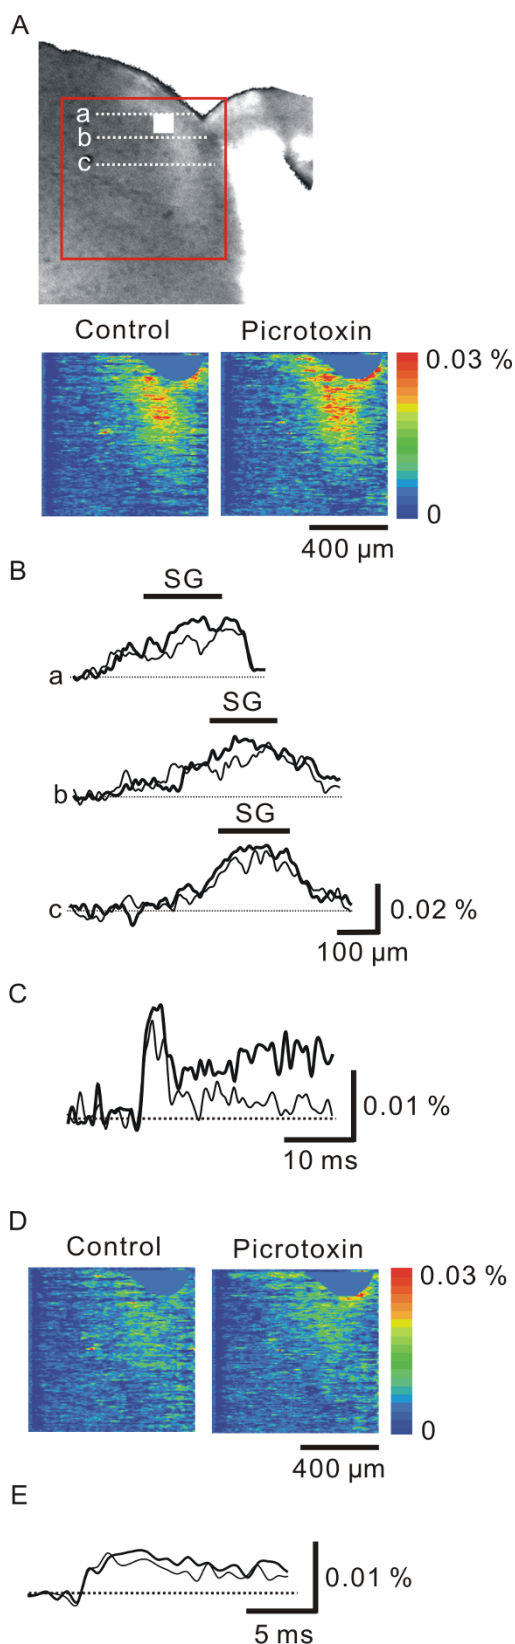 A
a
b
c
Control Picrotoxin
0.03 %
0
400 µm
B
SG
a
SG
b
SG
c
0.02 %
100 µm
C
0.01 %
10 ms
D
Control Picrotoxin
0.03 %
0
400 µm
E
0.01 %
5 ms